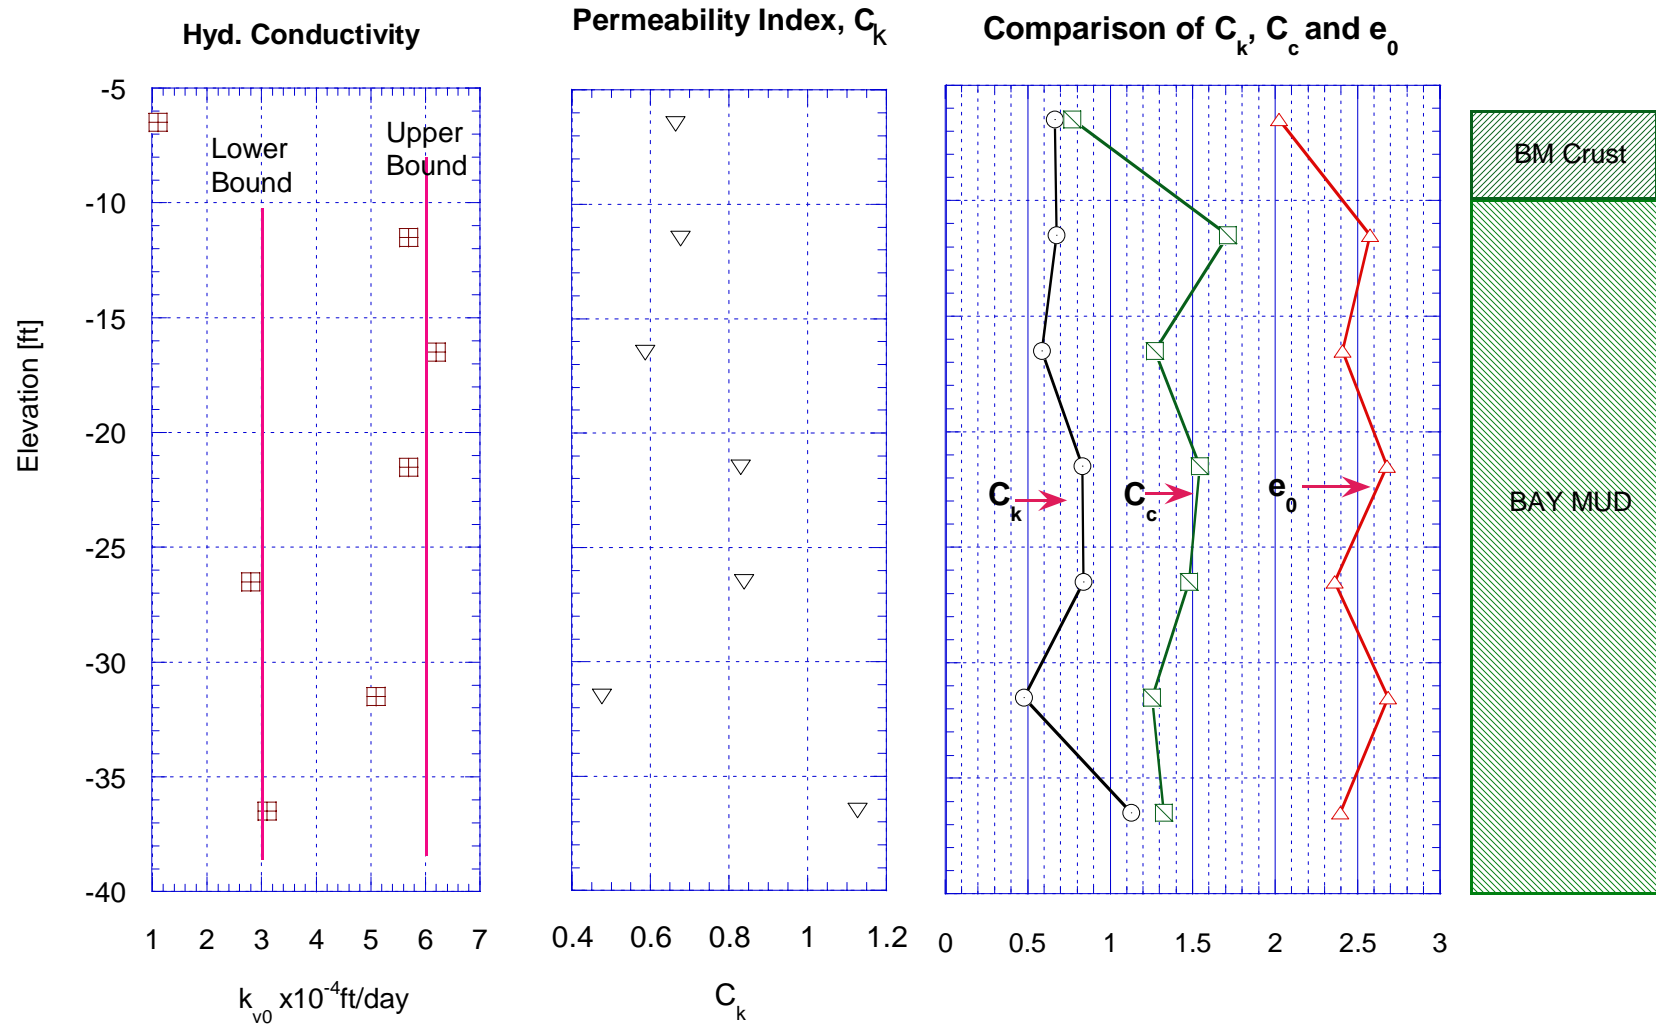 Hyd. Conductivity
Permeability Index, Ck
Comparison of Ck, Cc and e0
-5
-10
-15
-20
-25
-30
-35
-40
Elevation [ft]
Lower
Bound
Upper
Bound
1 2 3 4 5 6 7
kv0 x10-4ft/day
0.4 0.6 0.8 1 1.2
Ck
Ck
Cc
e0
0 0.5 1 1.5 2 2.5 3
BM Crust
BAY MUD